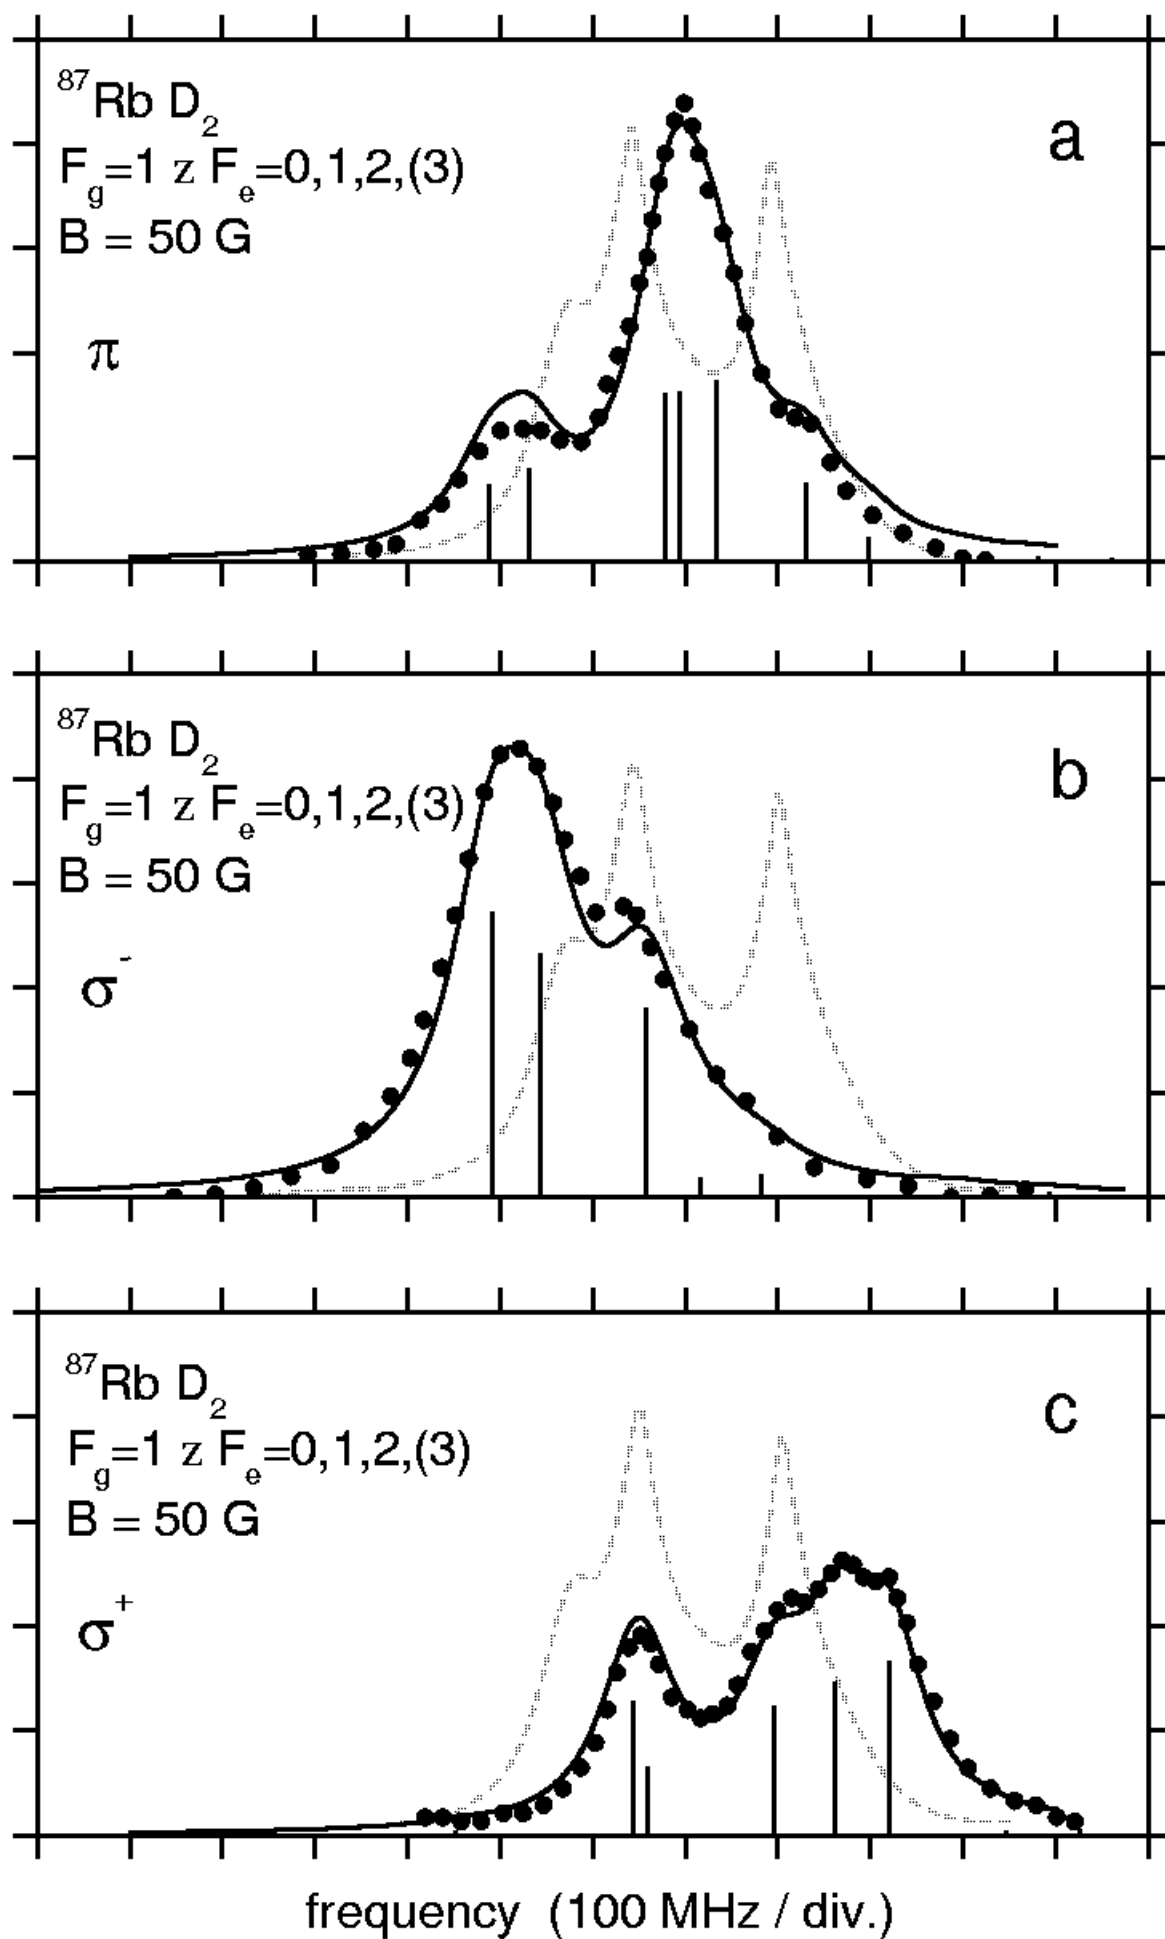 ⁸⁷Rb D₂
F_g=1 z F_e=0,1,2,(3)
B = 50 G
a
π
⁸⁷Rb D₂
F_g=1 z F_e=0,1,2,(3)
B = 50 G
b
σ⁻
⁸⁷Rb D₂
F_g=1 z F_e=0,1,2,(3)
B = 50 G
c
σ⁺
frequency (100 MHz / div.)